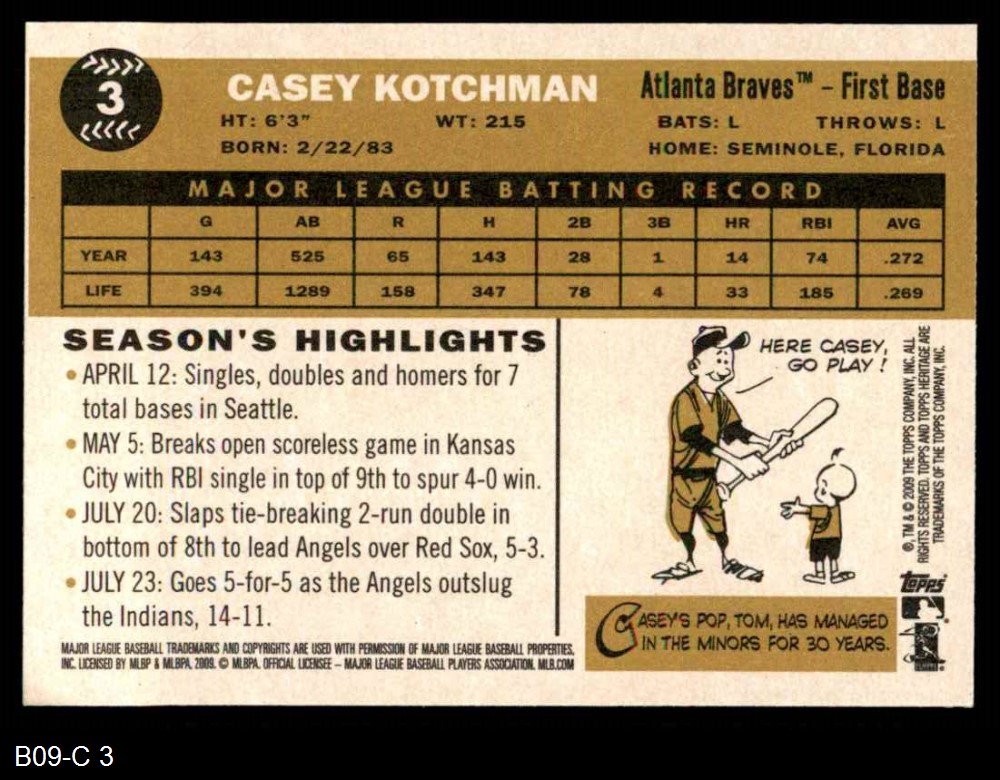 3
CASEY KOTCHMAN
Atlanta Braves™ – First Base
HT: 6'3" WT: 215 BATS: L THROWS: L
BORN: 2/22/83 HOME: SEMINOLE, FLORIDA
MAJOR LEAGUE BATTING RECORD
G AB R H 2B 3B HR RBI AVG
YEAR 143 525 65 143 28 1 14 74 .272
LIFE 394 1289 158 347 78 4 33 185 .269
SEASON'S HIGHLIGHTS
• APRIL 12: Singles, doubles and homers for 7
total bases in Seattle.
• MAY 5: Breaks open scoreless game in Kansas
City with RBI single in top of 9th to spur 4-0 win.
• JULY 20: Slaps tie-breaking 2-run double in
bottom of 8th to lead Angels over Red Sox, 5-3.
• JULY 23: Goes 5-for-5 as the Angels outslug
the Indians, 14-11.
MAJOR LEAGUE BASEBALL TRADEMARKS AND COPYRIGHTS ARE USED WITH PERMISSION OF MAJOR LEAGUE BASEBALL PROPERTIES,
INC. LICENSED BY MLBP & MLBPA, 2009. © MLBPA. OFFICIAL LICENSEE – MAJOR LEAGUE BASEBALL PLAYERS ASSOCIATION, MLB.COM
HERE CASEY,
GO PLAY !
CASEY'S POP, TOM, HAS MANAGED
IN THE MINORS FOR 30 YEARS.
®, TM & © 2009 THE TOPPS COMPANY, INC. ALL
RIGHTS RESERVED. TOPPS AND TOPPS HERITAGE ARE
TRADEMARKS OF THE TOPPS COMPANY, INC.
Topps
B09-C 3